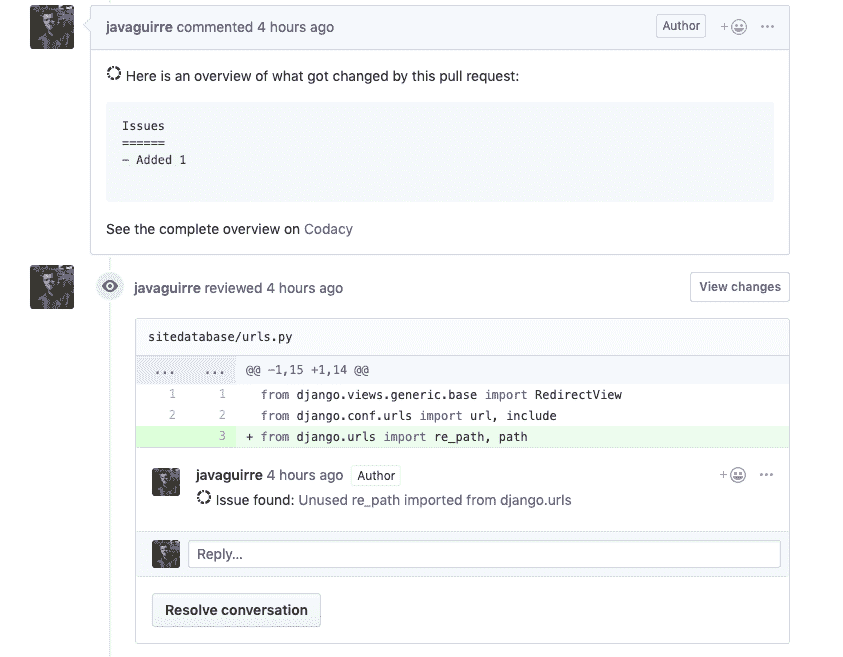 javaguirre commented 4 hours ago Author
Here is an overview of what got changed by this pull request:
Issues
======
– Added 1
See the complete overview on Codacy
javaguirre reviewed 4 hours ago View changes
sitedatabase/urls.py
... ... @@ -1,15 +1,14 @@
1 1 from django.views.generic.base import RedirectView
2 2 from django.conf.urls import url, include
3 + from django.urls import re_path, path
javaguirre 4 hours ago Author
Issue found: Unused re_path imported from django.urls
Reply...
Resolve conversation